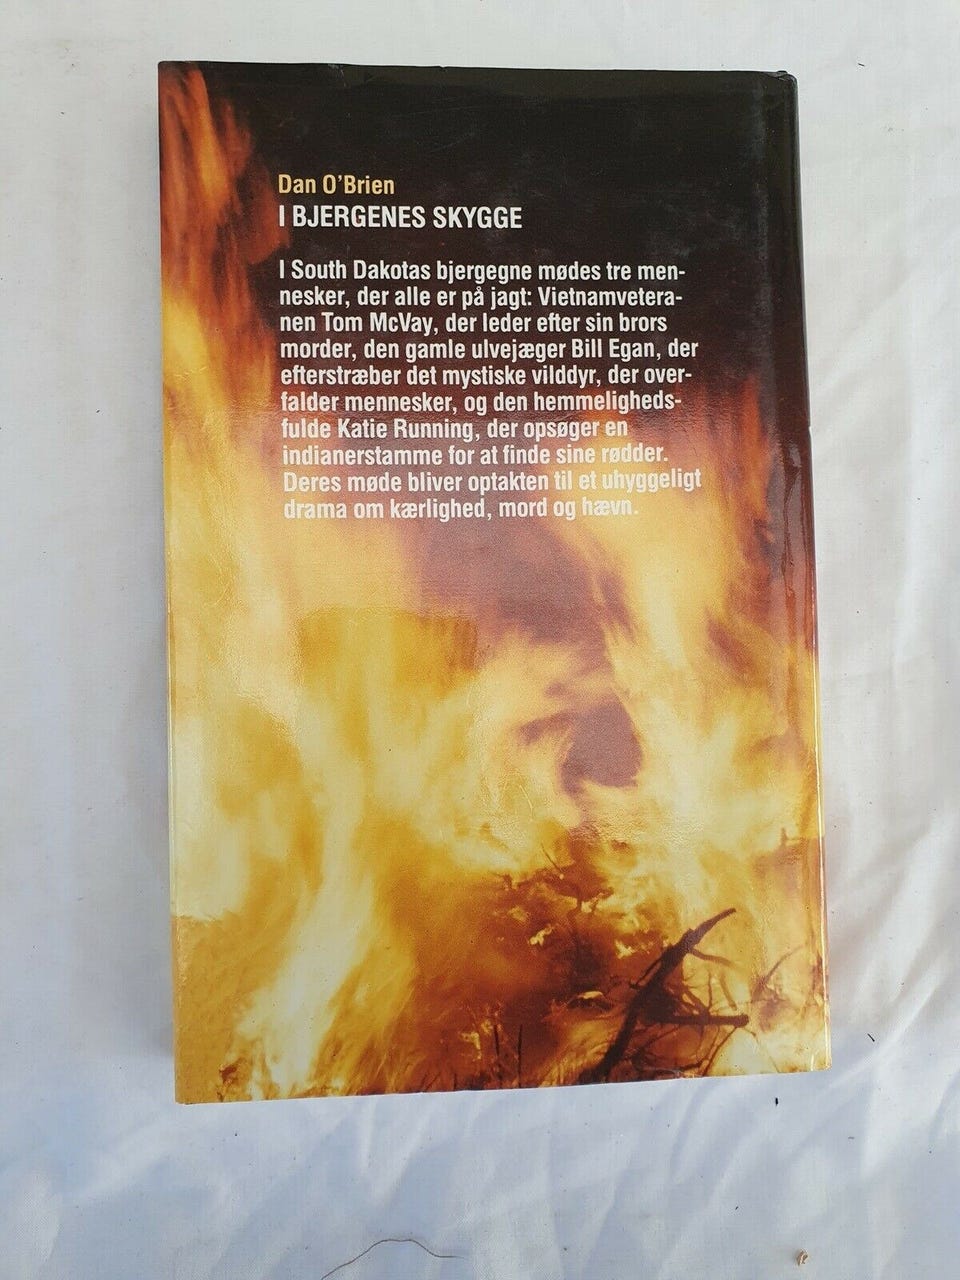 Dan O'Brien
I BJERGENES SKYGGE
I South Dakotas bjergegne mødes tre men-
nesker, der alle er på jagt: Vietnamvetera-
nen Tom McVay, der leder efter sin brors
morder, den gamle ulvejæger Bill Egan, der
efterstræber det mystiske vilddyr, der over-
falder mennesker, og den hemmeligheds-
fulde Katie Running, der opsøger en
indianerstamme for at finde sine rødder.
Deres møde bliver optakten til et uhyggeligt
drama om kærlighed, mord og hævn.